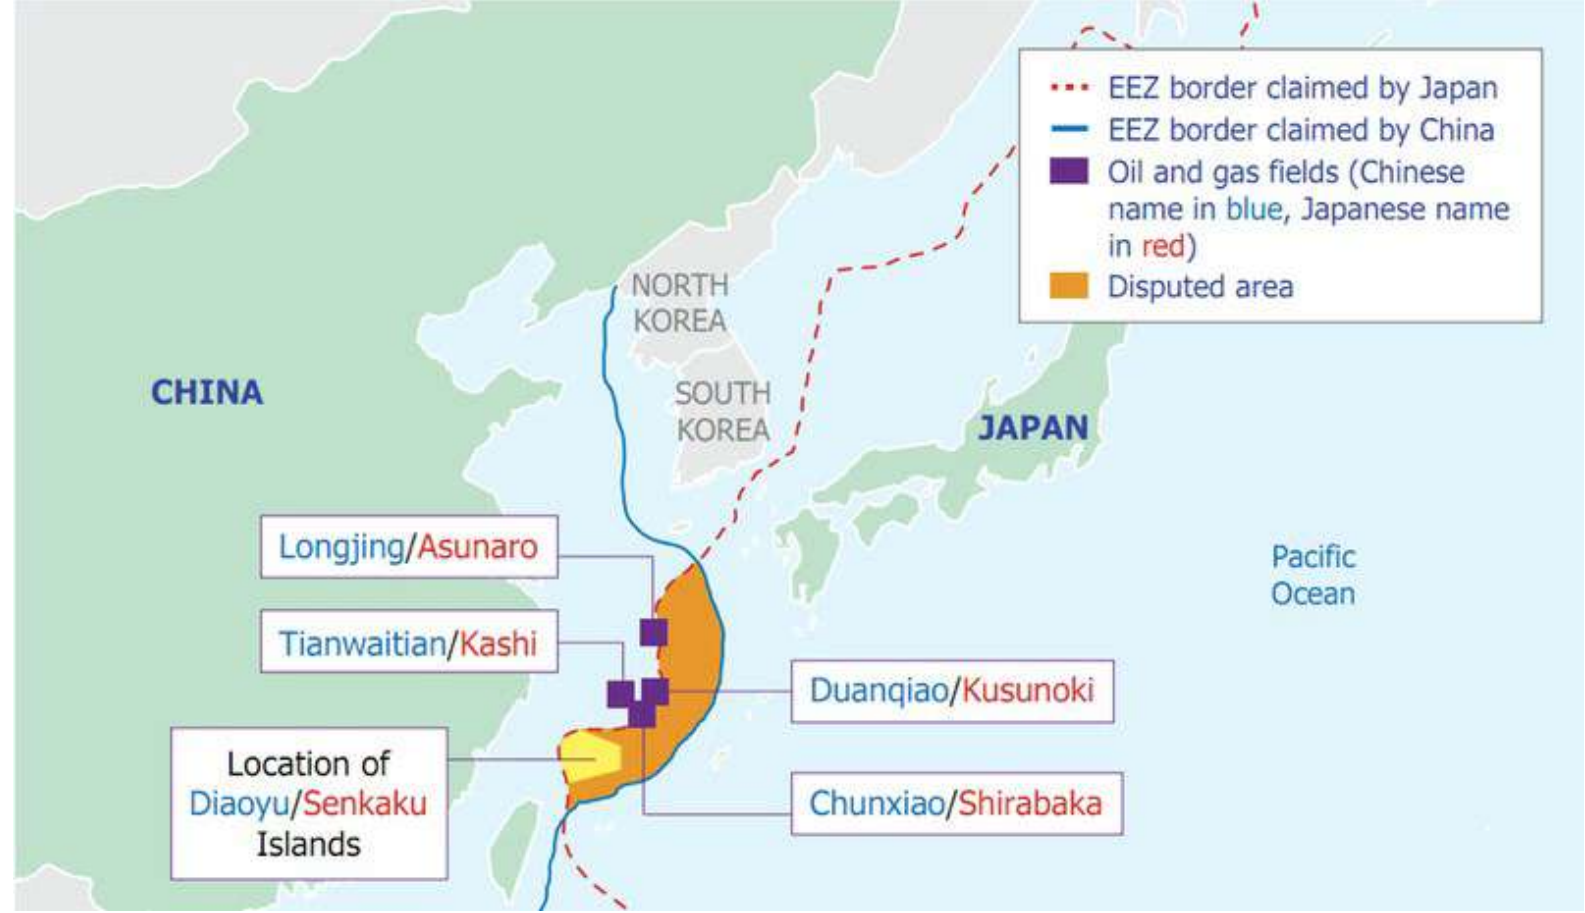 EEZ border claimed by Japan
EEZ border claimed by China
Oil and gas fields (Chinese
name in blue, Japanese name
in red)
Disputed area
NORTH
KOREA
SOUTH
KOREA
CHINA
JAPAN
Pacific
Ocean
Longjing/Asunaro
Tianwaitian/Kashi
Duanqiao/Kusunoki
Location of
Diaoyu/Senkaku
Islands
Chunxiao/Shirabaka